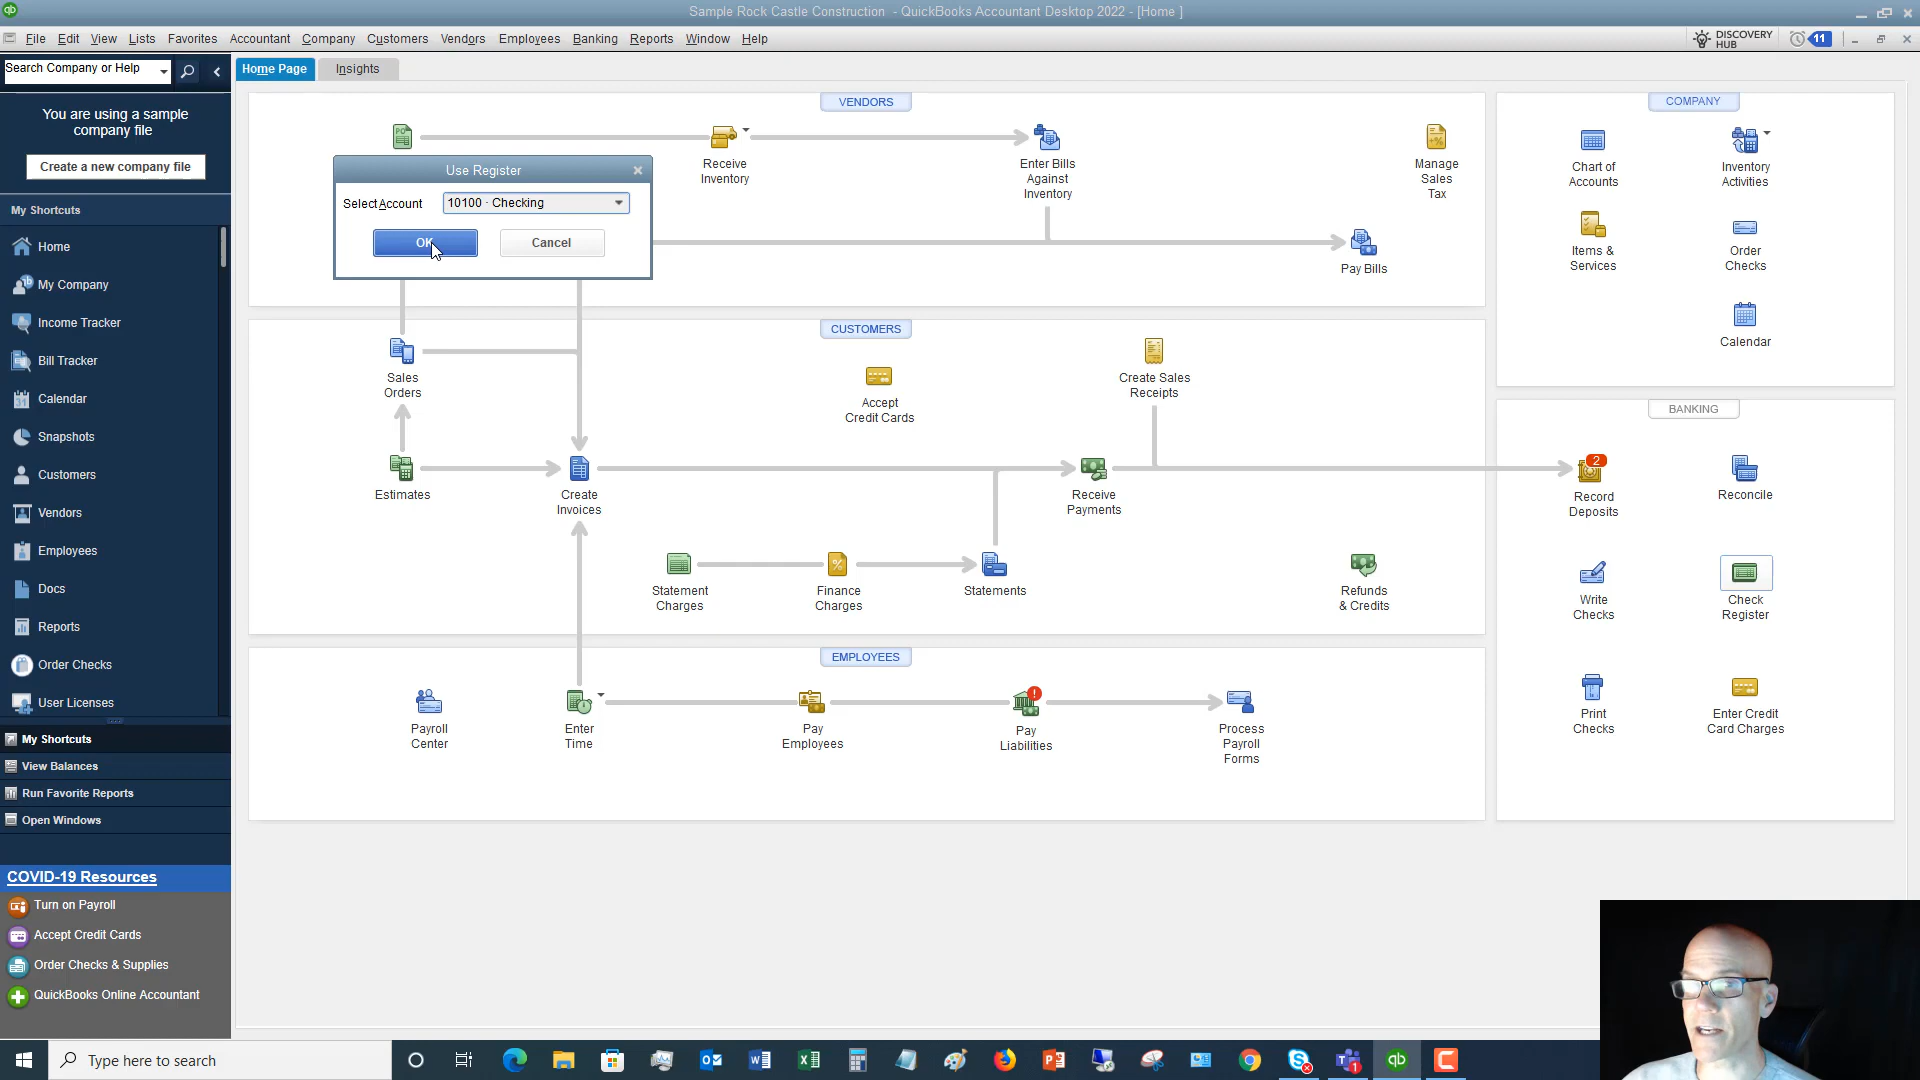 Sample Rock Castle Construction - QuickBooks Accountant Desktop 2022 - [Home ]
File Edit View Lists Favorites Accountant Company Customers Vendors Employees Banking Reports Window Help
DISCOVERY
HUB
11
Search Company or Help
Home Page
Insights
You are using a sample
company file
Create a new company file
My Shortcuts
Home
My Company
Income Tracker
Bill Tracker
Calendar
Snapshots
Customers
Vendors
Employees
Docs
Reports
Order Checks
User Licenses
My Shortcuts
View Balances
Run Favorite Reports
Open Windows
COVID-19 Resources
Turn on Payroll
Accept Credit Cards
Order Checks & Supplies
QuickBooks Online Accountant
VENDORS
Receive
Inventory
Enter Bills
Against
Inventory
Manage
Sales
Tax
Pay Bills
Use Register
Select Account
10100 · Checking
OK
Cancel
CUSTOMERS
Sales
Orders
Accept
Credit Cards
Create Sales
Receipts
Estimates
Create
Invoices
Receive
Payments
Statement
Charges
Finance
Charges
Statements
Refunds
& Credits
EMPLOYEES
Payroll
Center
Enter
Time
Pay
Employees
Pay
Liabilities
Process
Payroll
Forms
COMPANY
Chart of
Accounts
Inventory
Activities
Items &
Services
Order
Checks
Calendar
BANKING
2
Record
Deposits
Reconcile
Write
Checks
Check
Register
Print
Checks
Enter Credit
Card Charges
Type here to search